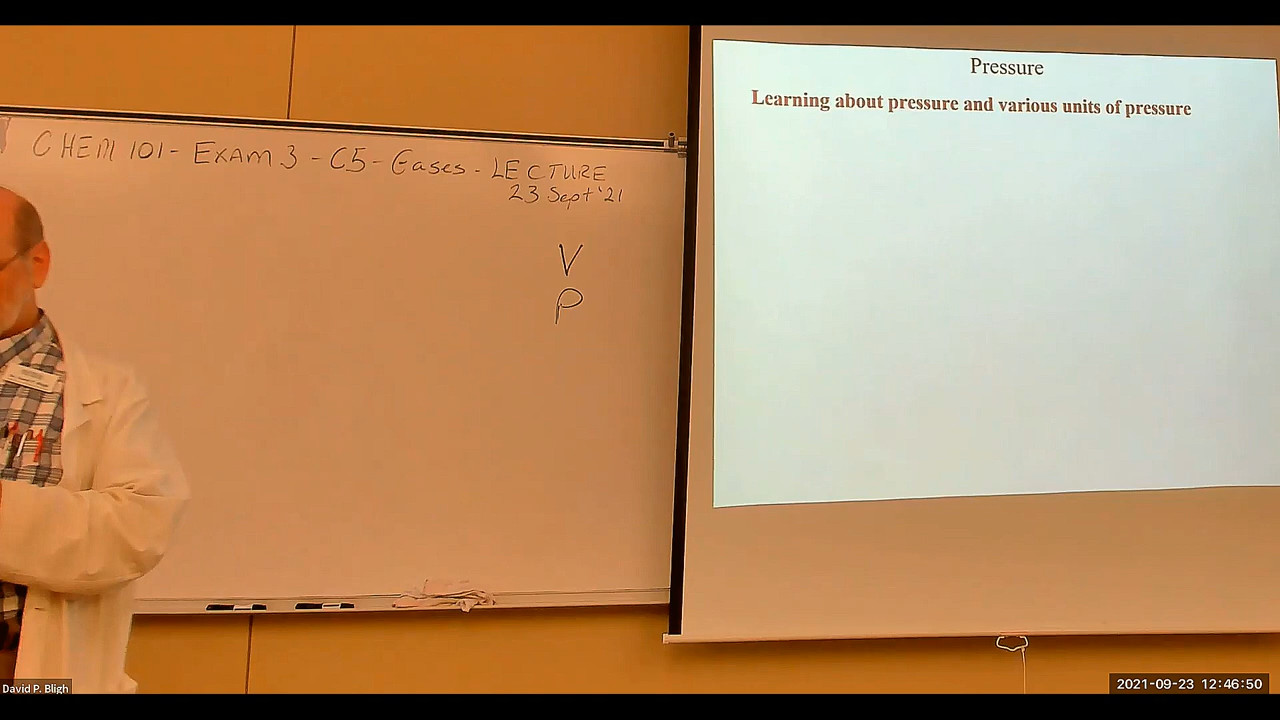 CHEM 101 - EXAM 3 - C5 - Gases - LECTURE
23 Sept '21
V
P
Pressure
Learning about pressure and various units of pressure
David P. Bligh
2021-09-23 12:46:50